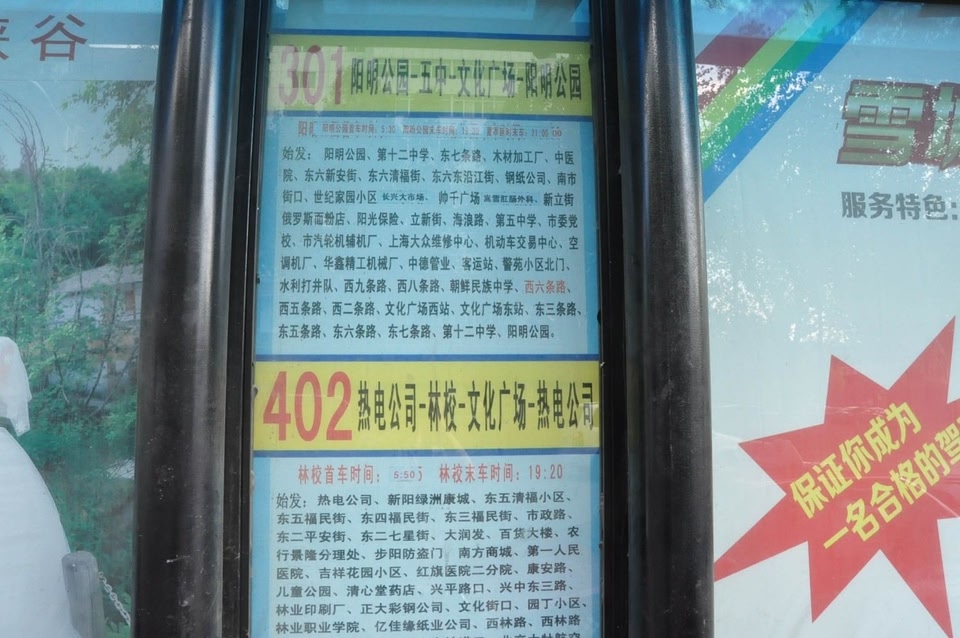 峡谷
301 阳明公园-五中-文化广场-阳明公园
始发： 阳明公园、第十二中学、东七条路、木材加工厂、中医
院、东六新安街、东六清福街、东六东沿江街、钢纸公司、南市
街口、世纪家园小区 长兴大市场、 帅千广场 肛肠外科、新立街
俄罗斯面粉店、阳光保险、立新街、海浪路、第五中学、市委党
校、市汽轮机辅机厂、上海大众维修中心、机动车交易中心、空
调机厂、华鑫精工机械厂、中德管业、客运站、警苑小区北门、
水利打井队、西九条路、西八条路、朝鲜民族中学、西六条路、
西五条路、西二条路、文化广场西站、文化广场东站、东三条路、
东五条路、东六条路、东七条路、第十二中学、阳明公园。
402 热电公司-林校-文化广场-热电公司
林校首车时间： 5:50 林校末车时间：19:20
始发： 热电公司、新阳绿洲康城、东五清福小区、
东五福民街、东四福民街、东三福民街、市政路、
东二平安街、东二七星街、大润发、百货大楼、农
行景隆分理处、步阳防盗门、南方商城、第一人民
医院、吉祥花园小区、红旗医院二分院、康安路、
儿童公园、清心堂药店、兴平路口、兴中东三路、
林业印刷厂、正大彩钢公司、文化街口、园丁小区、
林业职业学院、亿佳缘纸业公司、西林路、西林路
雪
服务特色:
保证你成为
一名合格的驾